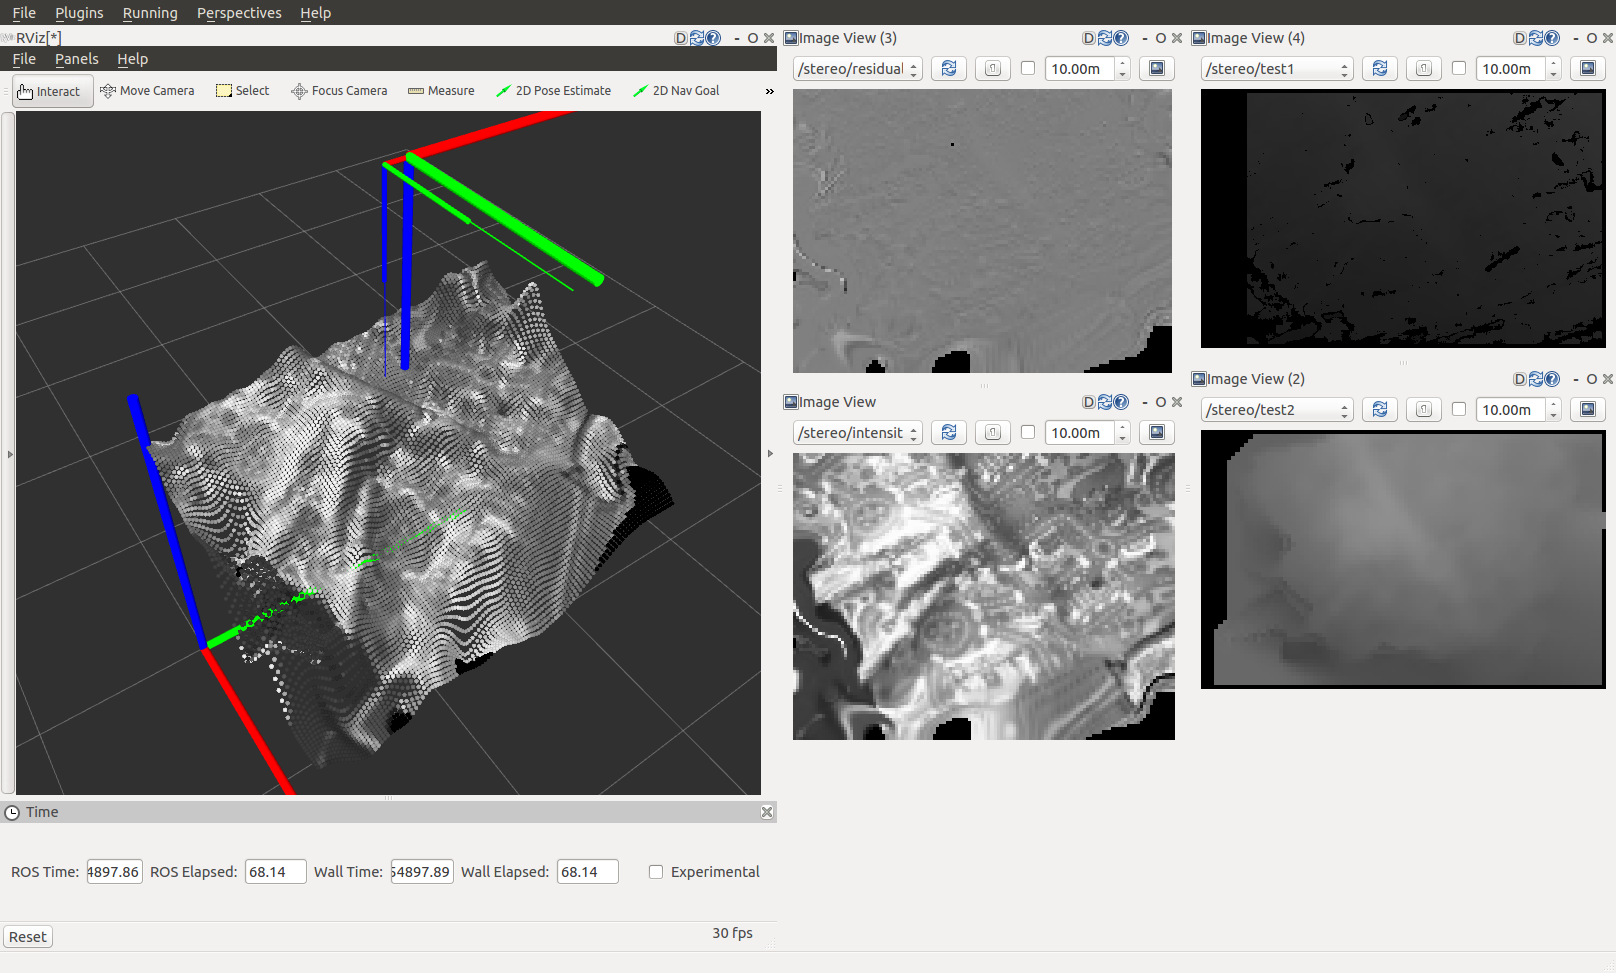 File Plugins Running Perspectives Help
RViz[*] D - O
File Panels Help
Interact Move Camera Select Focus Camera Measure 2D Pose Estimate 2D Nav Goal »
Time
ROS Time: 4897.86 ROS Elapsed: 68.14 Wall Time: 54897.89 Wall Elapsed: 68.14 Experimental
Reset 30 fps
Image View (3) D - O
/stereo/residual 10.00m
Image View D - O
/stereo/intensit 10.00m
Image View (4) D - O
/stereo/test1 10.00m
Image View (2) D - O
/stereo/test2 10.00m